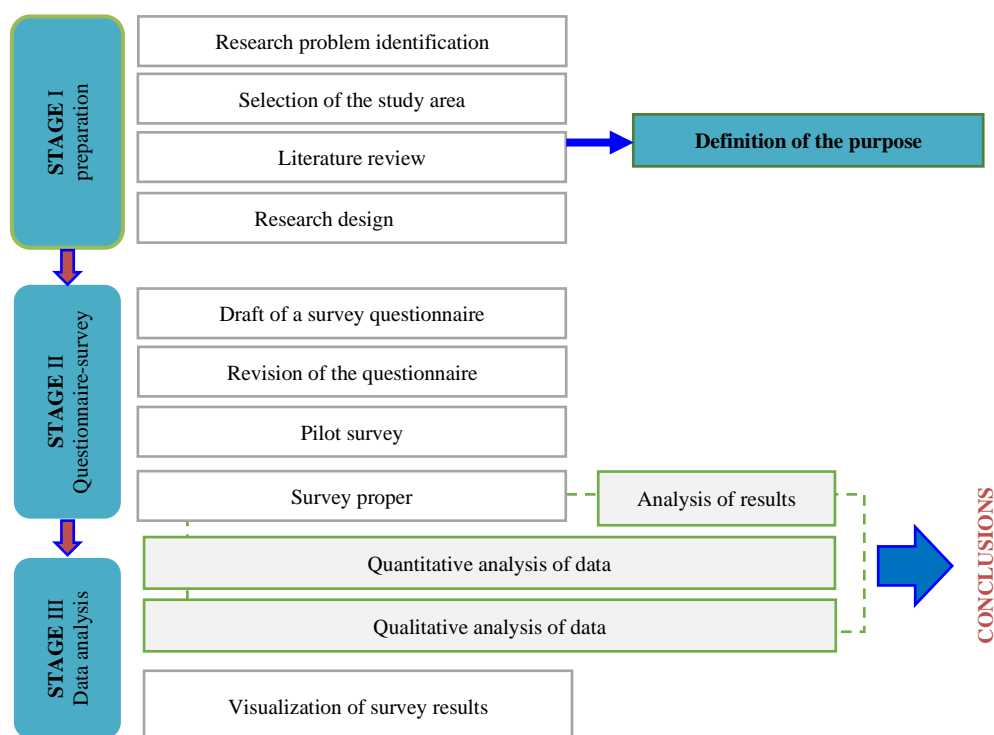 STAGE I
preparation
Research problem identification
Selection of the study area
Literature review
Research design
Definition of the purpose
STAGE II
Questionnaire-survey
Draft of a survey questionnaire
Revision of the questionnaire
Pilot survey
Survey proper
Analysis of results
STAGE III
Data analysis
Quantitative analysis of data
Qualitative analysis of data
Visualization of survey results
CONCLUSIONS